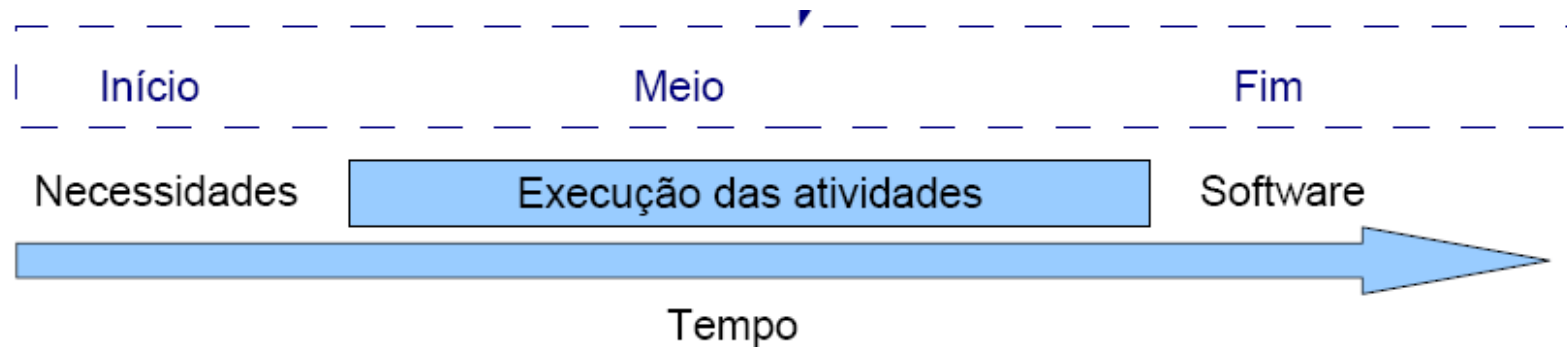 Início Meio Fim
Necessidades Execução das atividades Software
Tempo